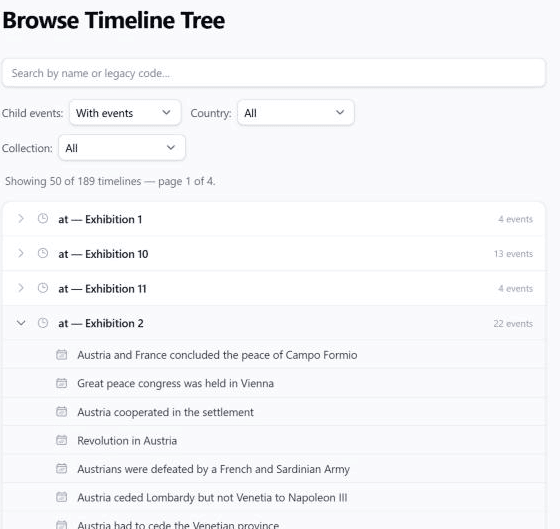 Browse Timeline Tree
Search by name or legacy code...
Child events: With events Country: All
Collection: All
Showing 50 of 189 timelines — page 1 of 4.
at — Exhibition 1 4 events
at — Exhibition 10 13 events
at — Exhibition 11 4 events
at — Exhibition 2 22 events
Austria and France concluded the peace of Campo Formio
Great peace congress was held in Vienna
Austria cooperated in the settlement
Revolution in Austria
Austrians were defeated by a French and Sardinian Army
Austria ceded Lombardy but not Venetia to Napoleon III
Austria had to cede the Venetian province